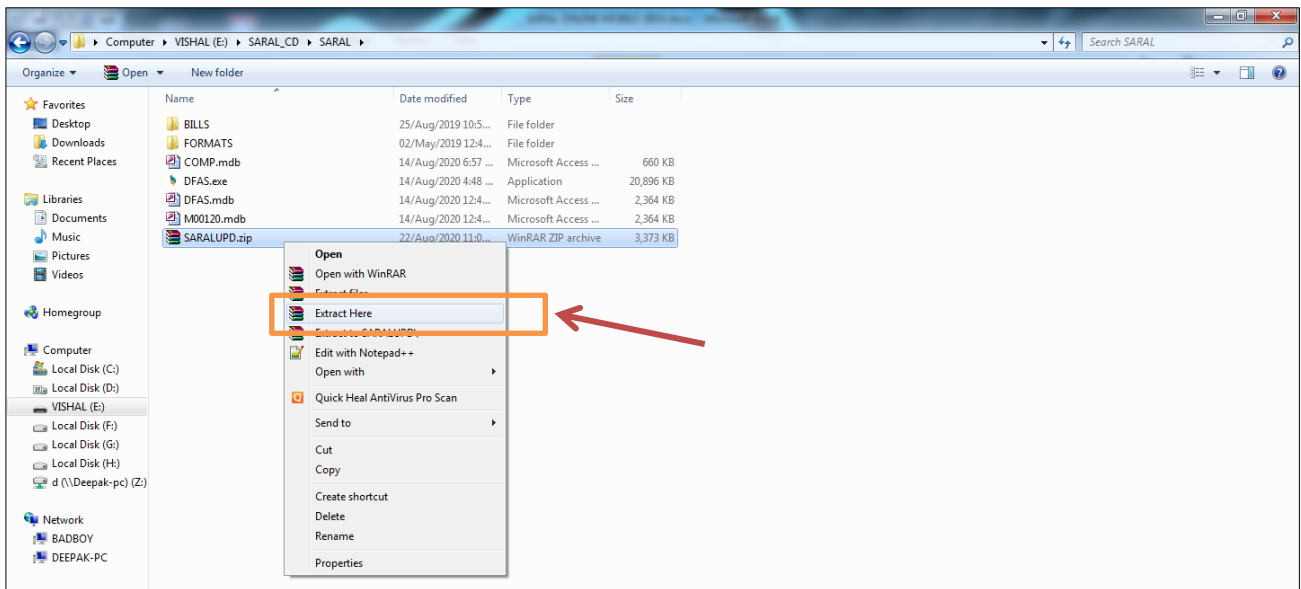 Computer ▸ VISHAL (E:) ▸ SARAL_CD ▸ SARAL ▸
Search SARAL
Organize Open New folder
Name Date modified Type Size
BILLS 25/Aug/2019 10:5... File folder
FORMATS 02/May/2019 12:4... File folder
COMP.mdb 14/Aug/2020 6:57 ... Microsoft Access ... 660 KB
DFAS.exe 14/Aug/2020 4:48 ... Application 20,896 KB
DFAS.mdb 14/Aug/2020 12:4... Microsoft Access ... 2,364 KB
M00120.mdb 14/Aug/2020 12:4... Microsoft Access ... 2,364 KB
SARALUPD.zip 22/Aug/2020 11:0... WinRAR ZIP archive 3,373 KB
Favorites
Desktop
Downloads
Recent Places
Libraries
Documents
Music
Pictures
Videos
Homegroup
Computer
Local Disk (C:)
Local Disk (D:)
VISHAL (E:)
Local Disk (F:)
Local Disk (G:)
Local Disk (H:)
d (\\Deepak-pc) (Z:)
Network
BADBOY
DEEPAK-PC
Open
Open with WinRAR
Extract files...
Extract Here
Extract to SARALUPD\
Edit with Notepad++
Open with
Quick Heal AntiVirus Pro Scan
Send to
Cut
Copy
Create shortcut
Delete
Rename
Properties